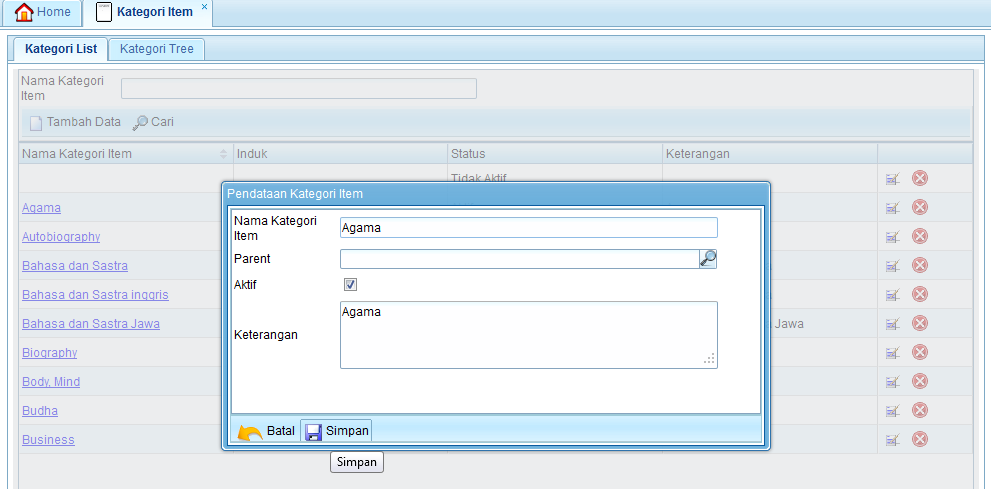 Home
Kategori Item
Kategori List
Kategori Tree
Nama Kategori
Item
Tambah Data
Cari
Nama Kategori Item
Induk
Status
Keterangan
Tidak Aktif
Agama
Autobiography
Bahasa dan Sastra
Bahasa dan Sastra inggris
Bahasa dan Sastra Jawa
Jawa
Biography
Body, Mind
Budha
Business
Pendataan Kategori Item
Nama Kategori
Item
Agama
Parent
Aktif
Keterangan
Agama
Batal
Simpan
Simpan